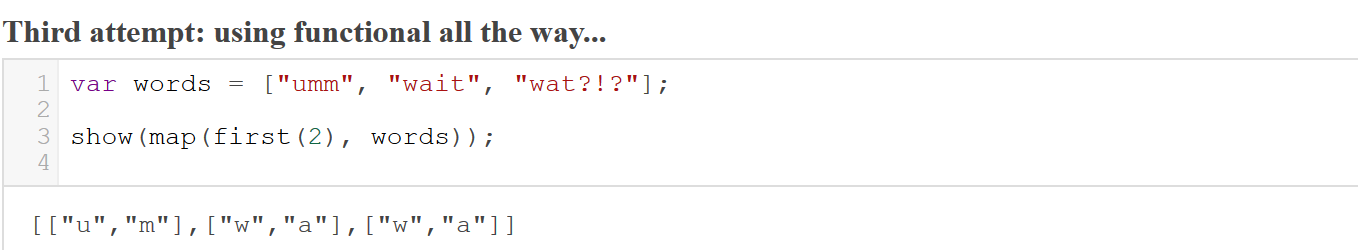 Third attempt: using functional all the way...
1 var words = ["umm", "wait", "wat?!?"];
2
3 show(map(first(2), words));
4
[["u","m"],["w","a"],["w","a"]]